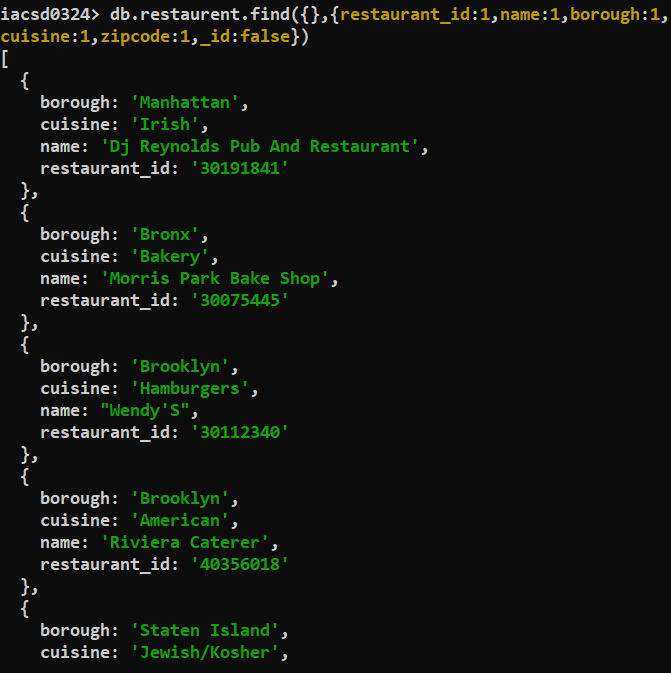 iacsd0324> db.restaurent.find({},{restaurant_id:1,name:1,borough:1,
cuisine:1,zipcode:1,_id:false})
[
  {
    borough: 'Manhattan',
    cuisine: 'Irish',
    name: 'Dj Reynolds Pub And Restaurant',
    restaurant_id: '30191841'
  },
  {
    borough: 'Bronx',
    cuisine: 'Bakery',
    name: 'Morris Park Bake Shop',
    restaurant_id: '30075445'
  },
  {
    borough: 'Brooklyn',
    cuisine: 'Hamburgers',
    name: "Wendy'S",
    restaurant_id: '30112340'
  },
  {
    borough: 'Brooklyn',
    cuisine: 'American',
    name: 'Riviera Caterer',
    restaurant_id: '40356018'
  },
  {
    borough: 'Staten Island',
    cuisine: 'Jewish/Kosher',